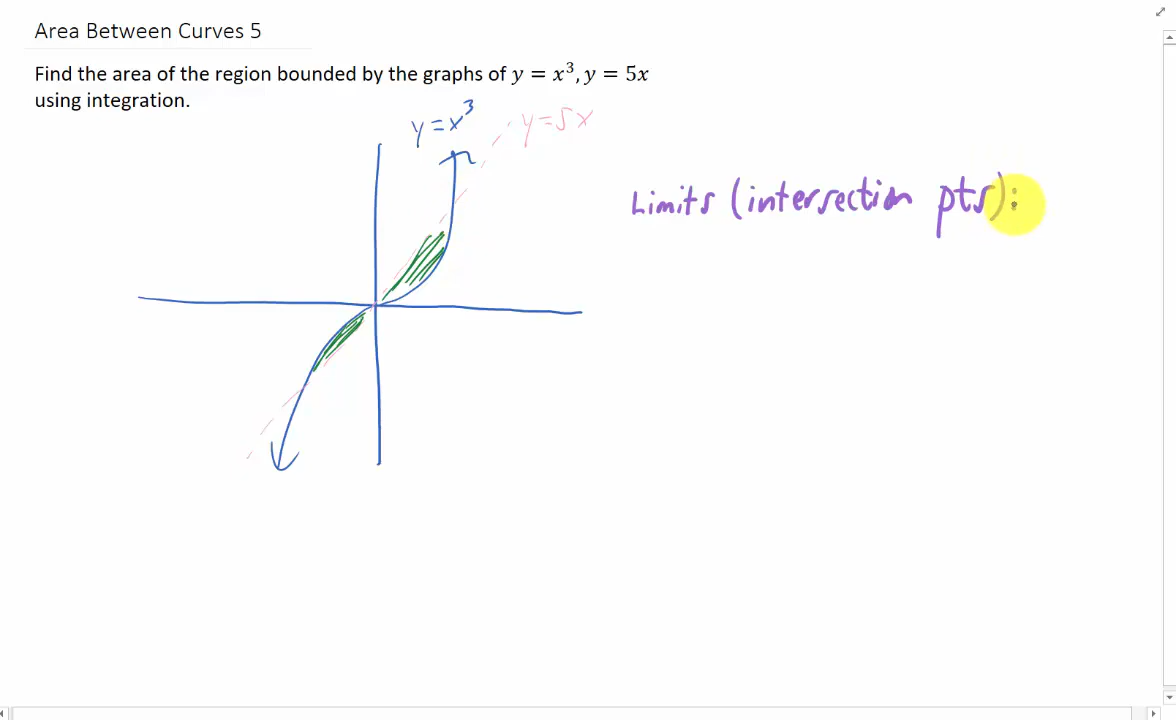 Area Between Curves 5
Find the area of the region bounded by the graphs of y = x³, y = 5x
using integration.
y = x³
y = 5x
Limits (intersection pts):